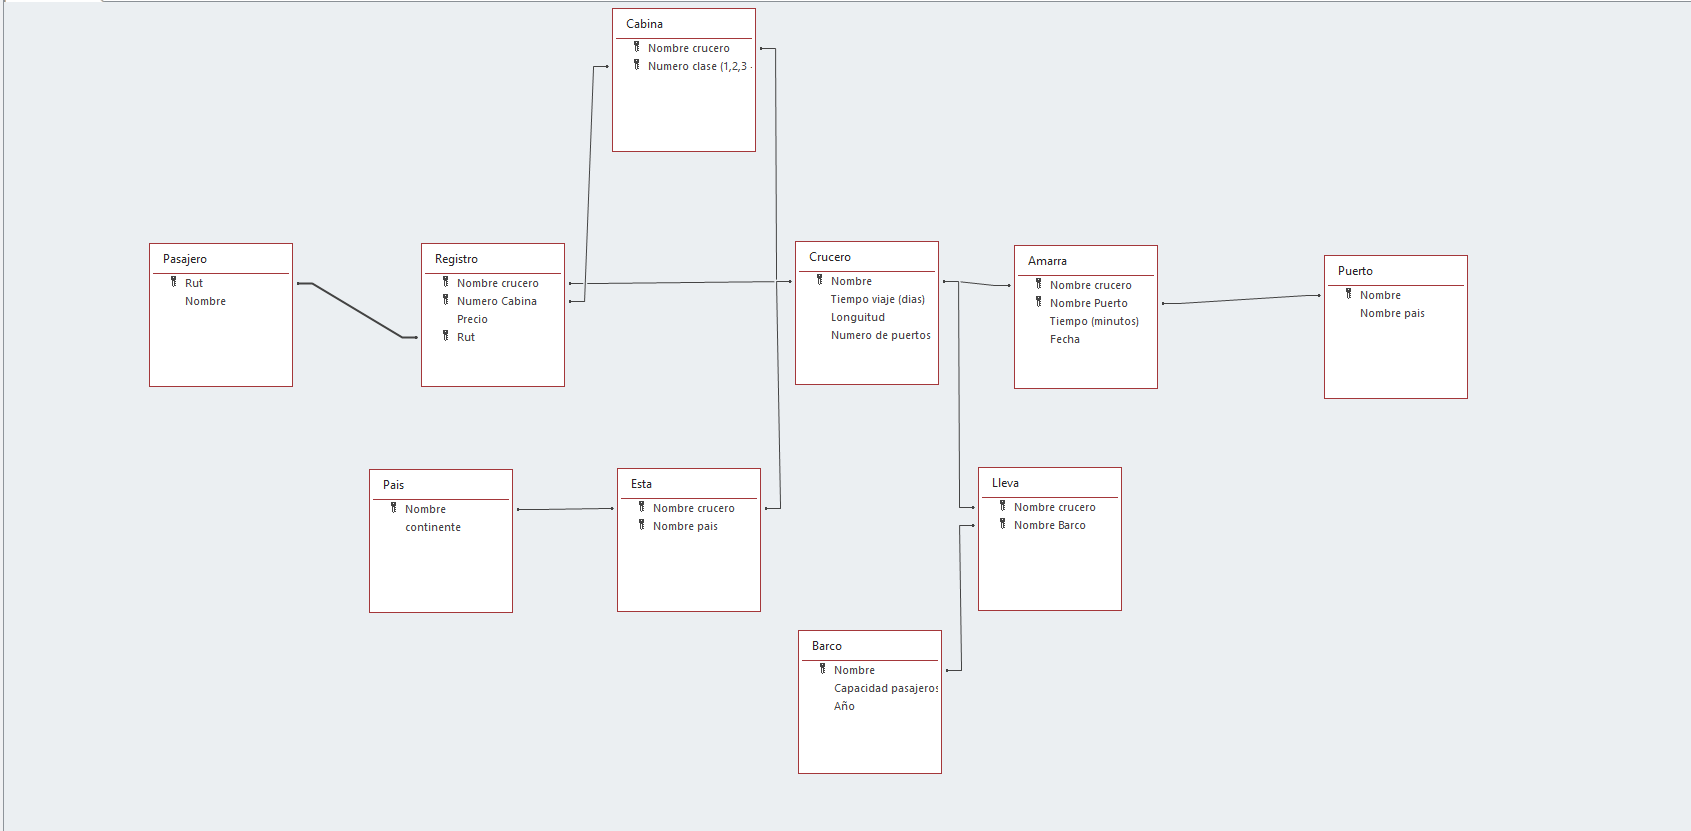 Cabina
Nombre crucero
Numero clase (1,2,3
Pasajero
Rut
Nombre
Registro
Nombre crucero
Numero Cabina
Precio
Rut
Crucero
Nombre
Tiempo viaje (dias)
Longuitud
Numero de puertos
Amarra
Nombre crucero
Nombre Puerto
Tiempo (minutos)
Fecha
Puerto
Nombre
Nombre pais
Pais
Nombre
continente
Esta
Nombre crucero
Nombre pais
Lleva
Nombre crucero
Nombre Barco
Barco
Nombre
Capacidad pasajeros
Año